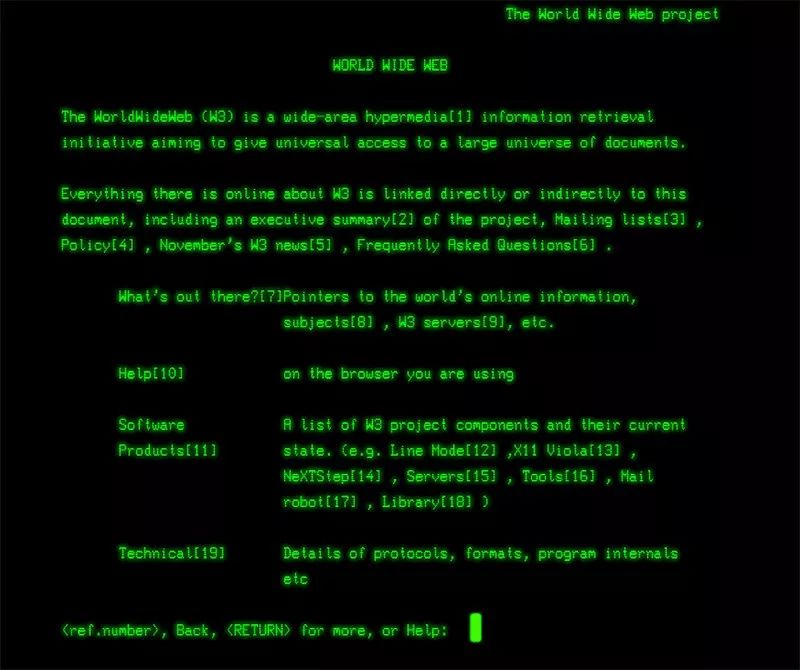 The World Wide Web project
WORLD WIDE WEB
The WorldWideWeb (W3) is a wide-area hypermedia[1] information retrieval
initiative aiming to give universal access to a large universe of documents.
Everything there is online about W3 is linked directly or indirectly to this
document, including an executive summary[2] of the project, Mailing lists[3] ,
Policy[4] , November's W3 news[5] , Frequently Asked Questions[6] .
What's out there?[7]Pointers to the world's online information,
subjects[8] , W3 servers[9], etc.
Help[10] on the browser you are using
Software A list of W3 project components and their current
Products[11] state. (e.g. Line Mode[12] ,X11 Viola[13] ,
NeXTStep[14] , Servers[15] , Tools[16] , Mail
robot[17] , Library[18] )
Technical[19] Details of protocols, formats, program internals
etc
<ref.number>, Back, <RETURN> for more, or Help: